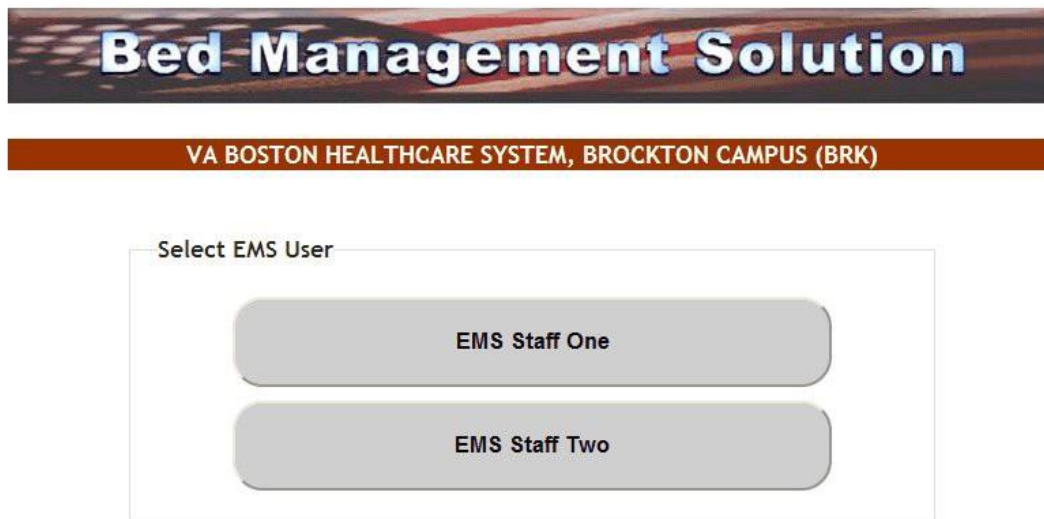 Bed Management Solution
VA BOSTON HEALTHCARE SYSTEM, BROCKTON CAMPUS (BRK)
Select EMS User
EMS Staff One
EMS Staff Two